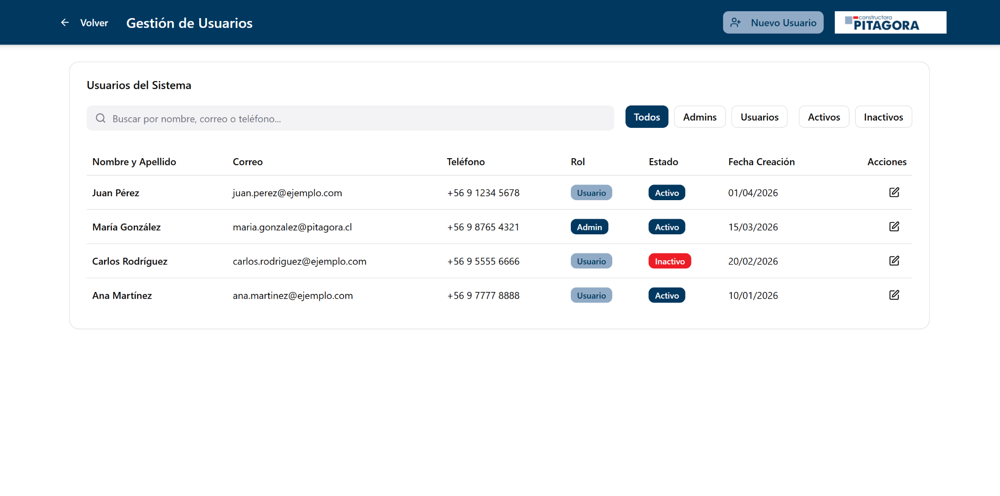 Volver Gestión de Usuarios Nuevo Usuario constructora PITAGORA
Usuarios del Sistema
Buscar por nombre, correo o teléfono... Todos Admins Usuarios Activos Inactivos
Nombre y Apellido Correo Teléfono Rol Estado Fecha Creación Acciones
Juan Pérez juan.perez@ejemplo.com +56 9 1234 5678 Usuario Activo 01/04/2026
María González maria.gonzalez@pitagora.cl +56 9 8765 4321 Admin Activo 15/03/2026
Carlos Rodríguez carlos.rodriguez@ejemplo.com +56 9 5555 6666 Usuario Inactivo 20/02/2026
Ana Martínez ana.martinez@ejemplo.com +56 9 7777 8888 Usuario Activo 10/01/2026